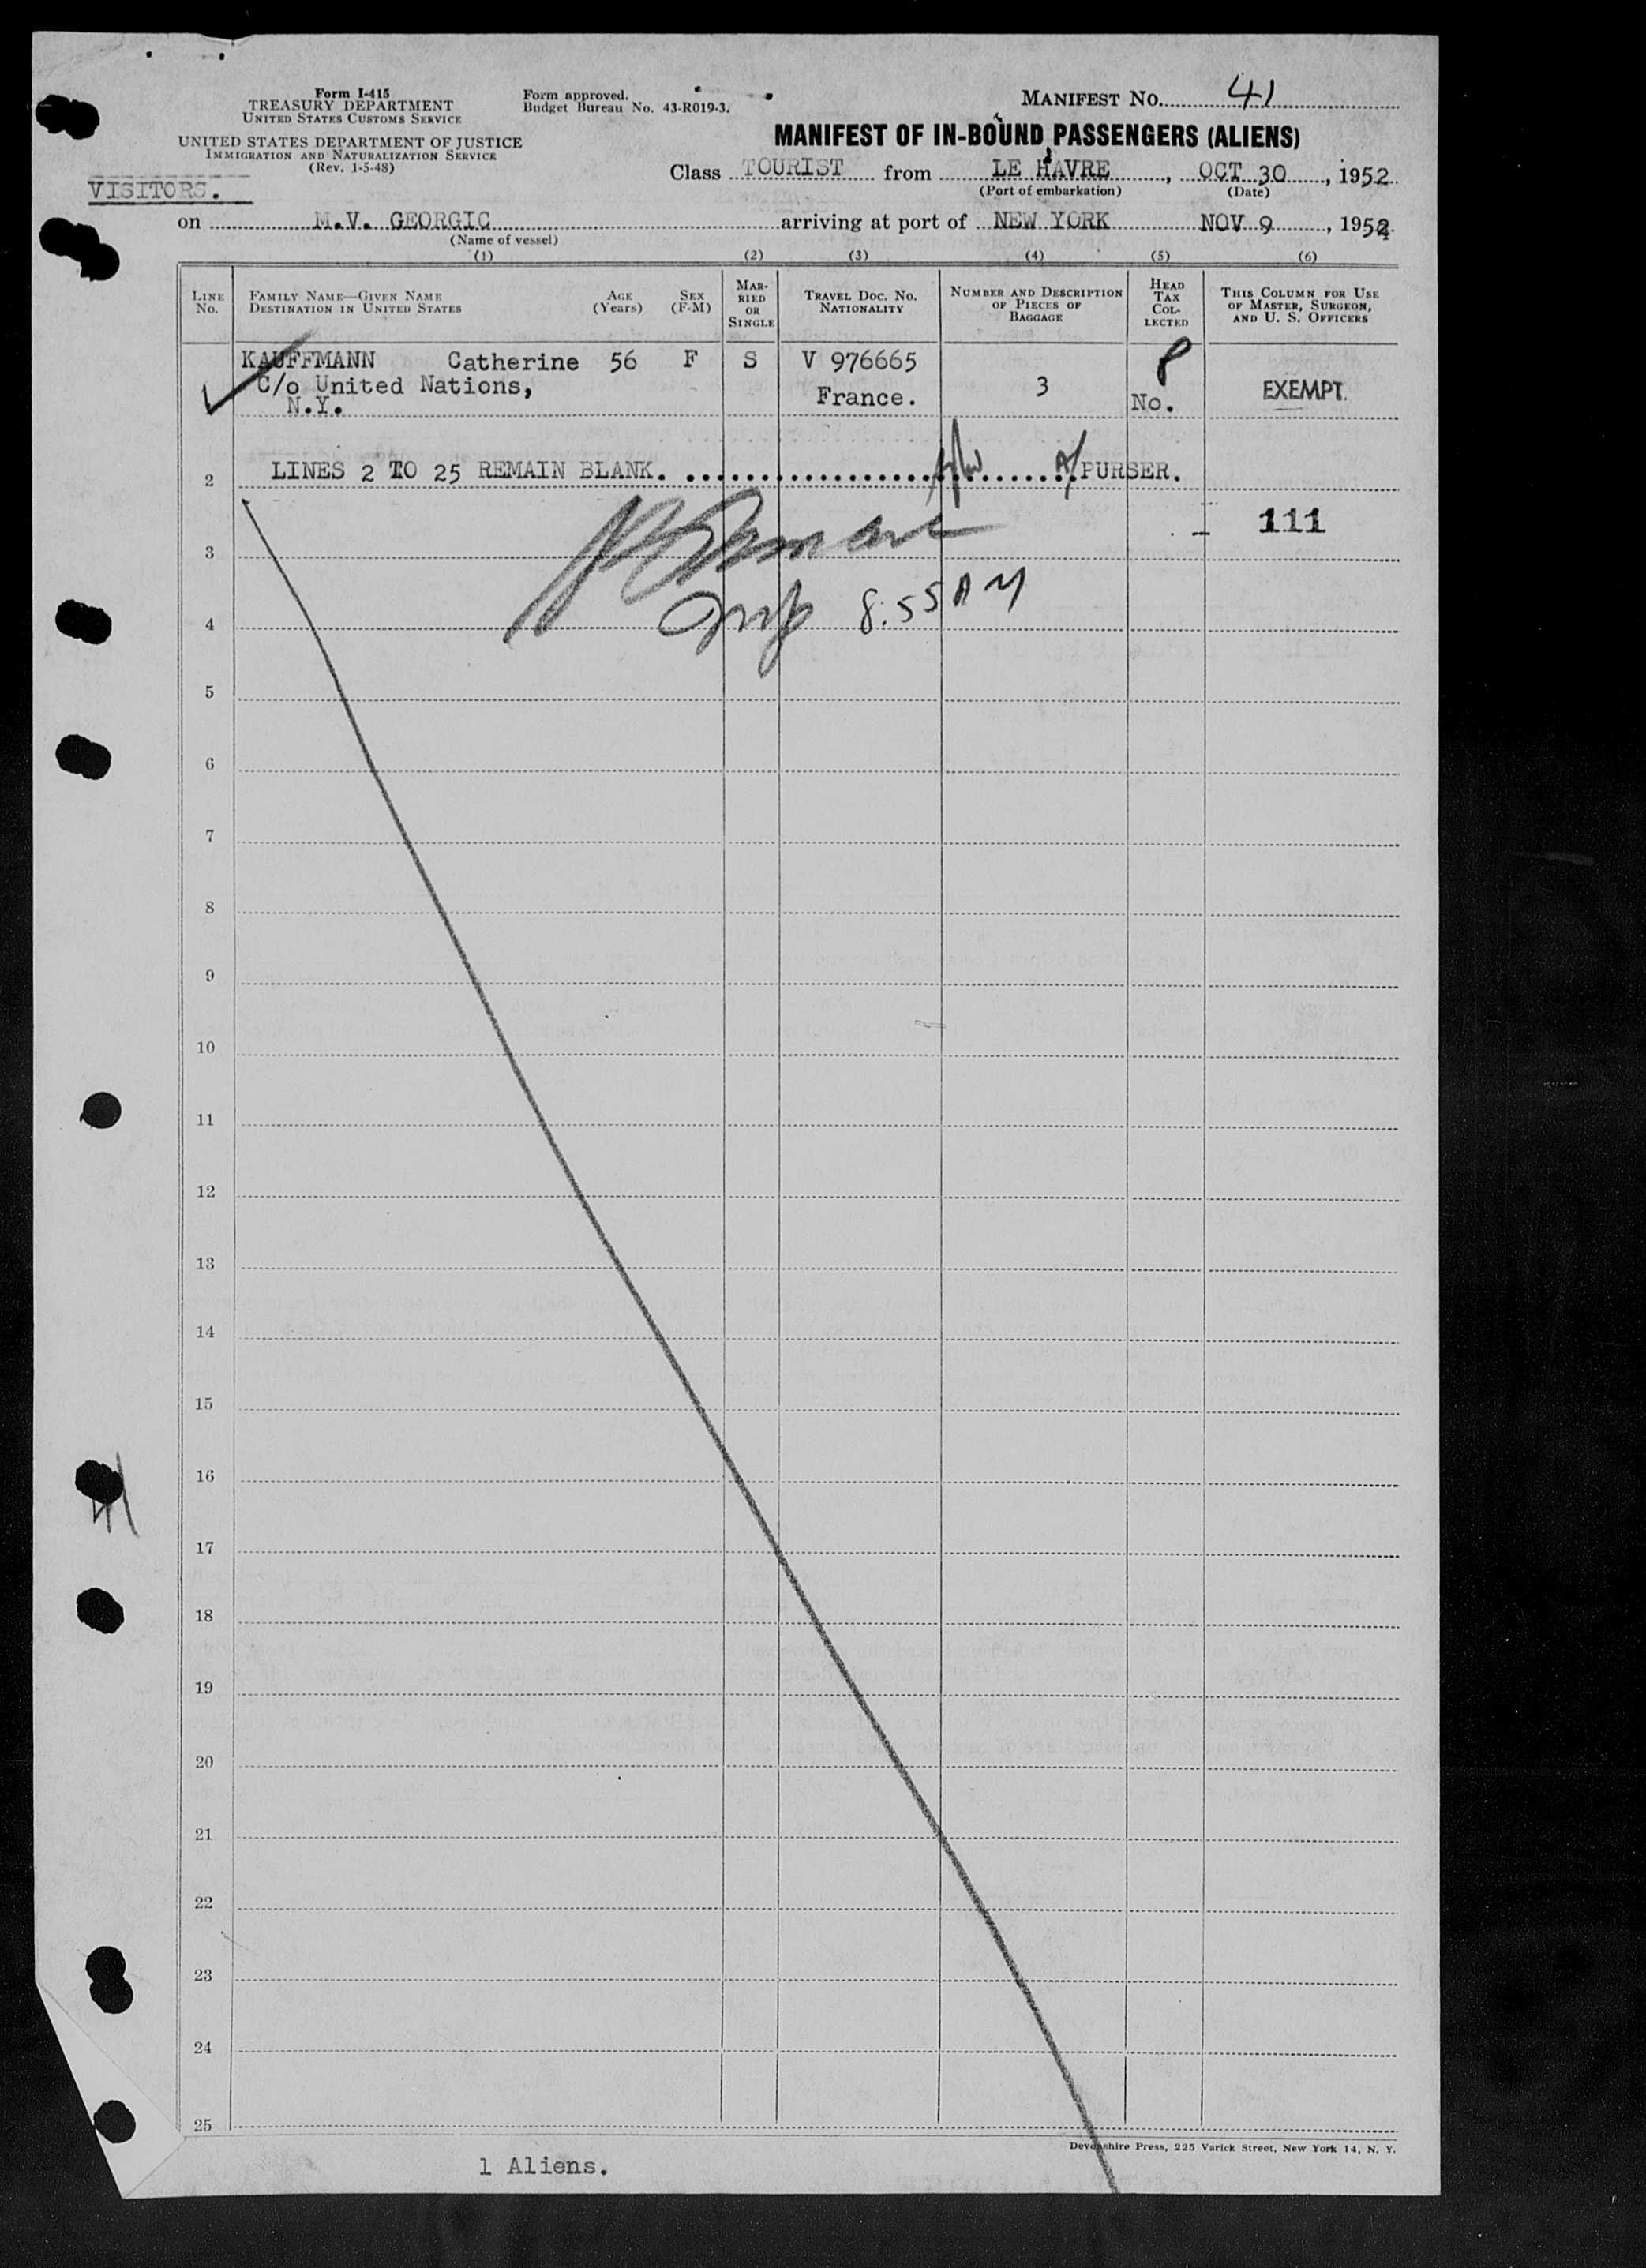 Form I-415
TREASURY DEPARTMENT
UNITED STATES CUSTOMS SERVICE
UNITED STATES DEPARTMENT OF JUSTICE
IMMIGRATION AND NATURALIZATION SERVICE
(Rev. 1-5-48)
Form approved.
Budget Bureau No. 43-R019-3.
MANIFEST No. 41
MANIFEST OF IN-BOUND PASSENGERS (ALIENS)
VISITORS.
Class TOURIST from LE HAVRE, OCT 30, 1952
(Port of embarkation) (Date)
on M.V. GEORGIC arriving at port of NEW YORK NOV 9, 1952
(Name of vessel)
(1) (2) (3) (4) (5) (6)
LINE No.
FAMILY NAME—GIVEN NAME
DESTINATION IN UNITED STATES
AGE (Years)
SEX (F-M)
MARRIED OR SINGLE
TRAVEL DOC. NO.
NATIONALITY
NUMBER AND DESCRIPTION OF PIECES OF BAGGAGE
HEAD TAX COLLECTED
THIS COLUMN FOR USE OF MASTER, SURGEON, AND U. S. OFFICERS
KAUFFMANN Catherine 56 F S V 976665
C/o United Nations, France. 3 No. EXEMPT.
N.Y.
2 LINES 2 TO 25 REMAIN BLANK. A/PURSER.
111
3
8:55 AM
4
5
6
7
8
9
10
11
12
13
14
15
16
41
17
18
19
20
21
22
23
24
25
Devonshire Press, 225 Varick Street, New York 14, N. Y.
1 Aliens.